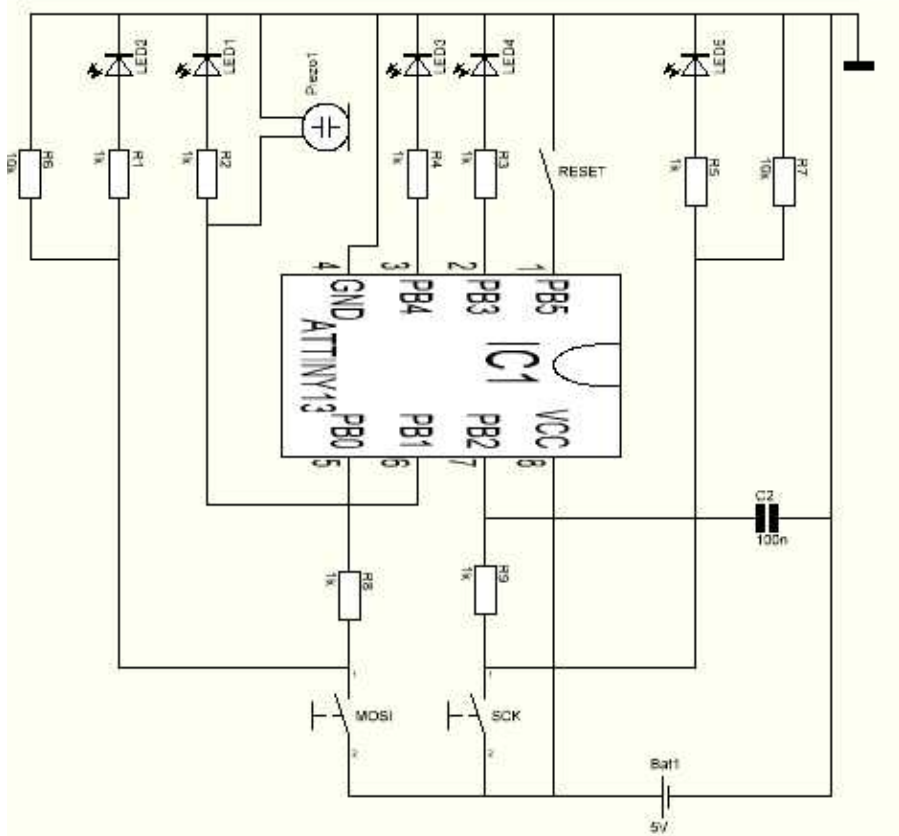 LED2
LED1
Piezo1
LED3
LED4
LED5
R6
10k
R1
1k
R2
1k
R4
1k
R3
1k
RESET
R5
1k
R7
10k
4
3
2
1
GND
PB4
PB3
PB5
ATTINY13
IC1
PB0
PB1
PB2
VCC
5
6
7
8
C2
100n
R8
1k
R9
1k
1
1
MOSI
SCK
2
2
Bat1
5V